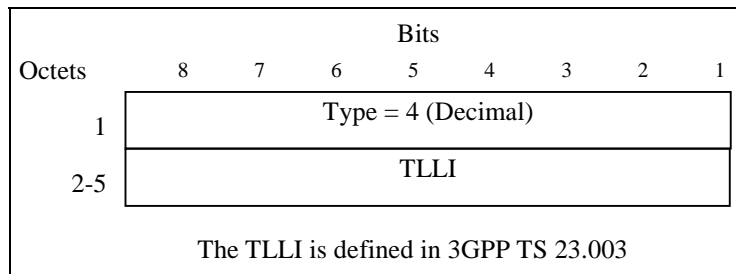 Bits
Octets 8 7 6 5 4 3 2 1
1 Type = 4 (Decimal)
2-5 TLLI
The TLLI is defined in 3GPP TS 23.003